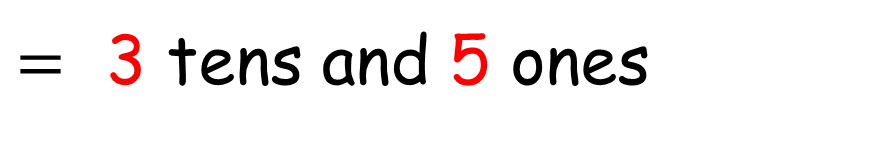 = 3 tens and 5 ones